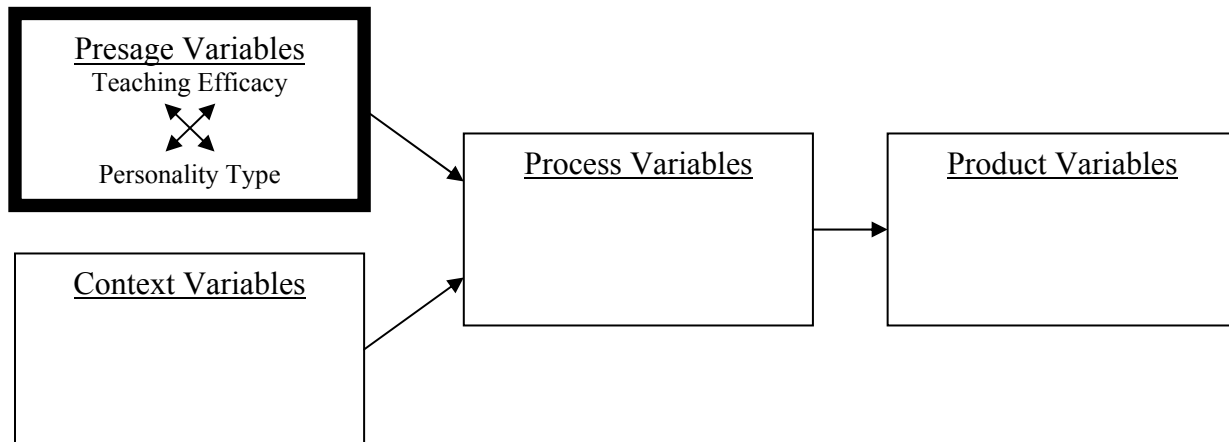 Presage Variables
Teaching Efficacy
Personality Type
Process Variables
Product Variables
Context Variables